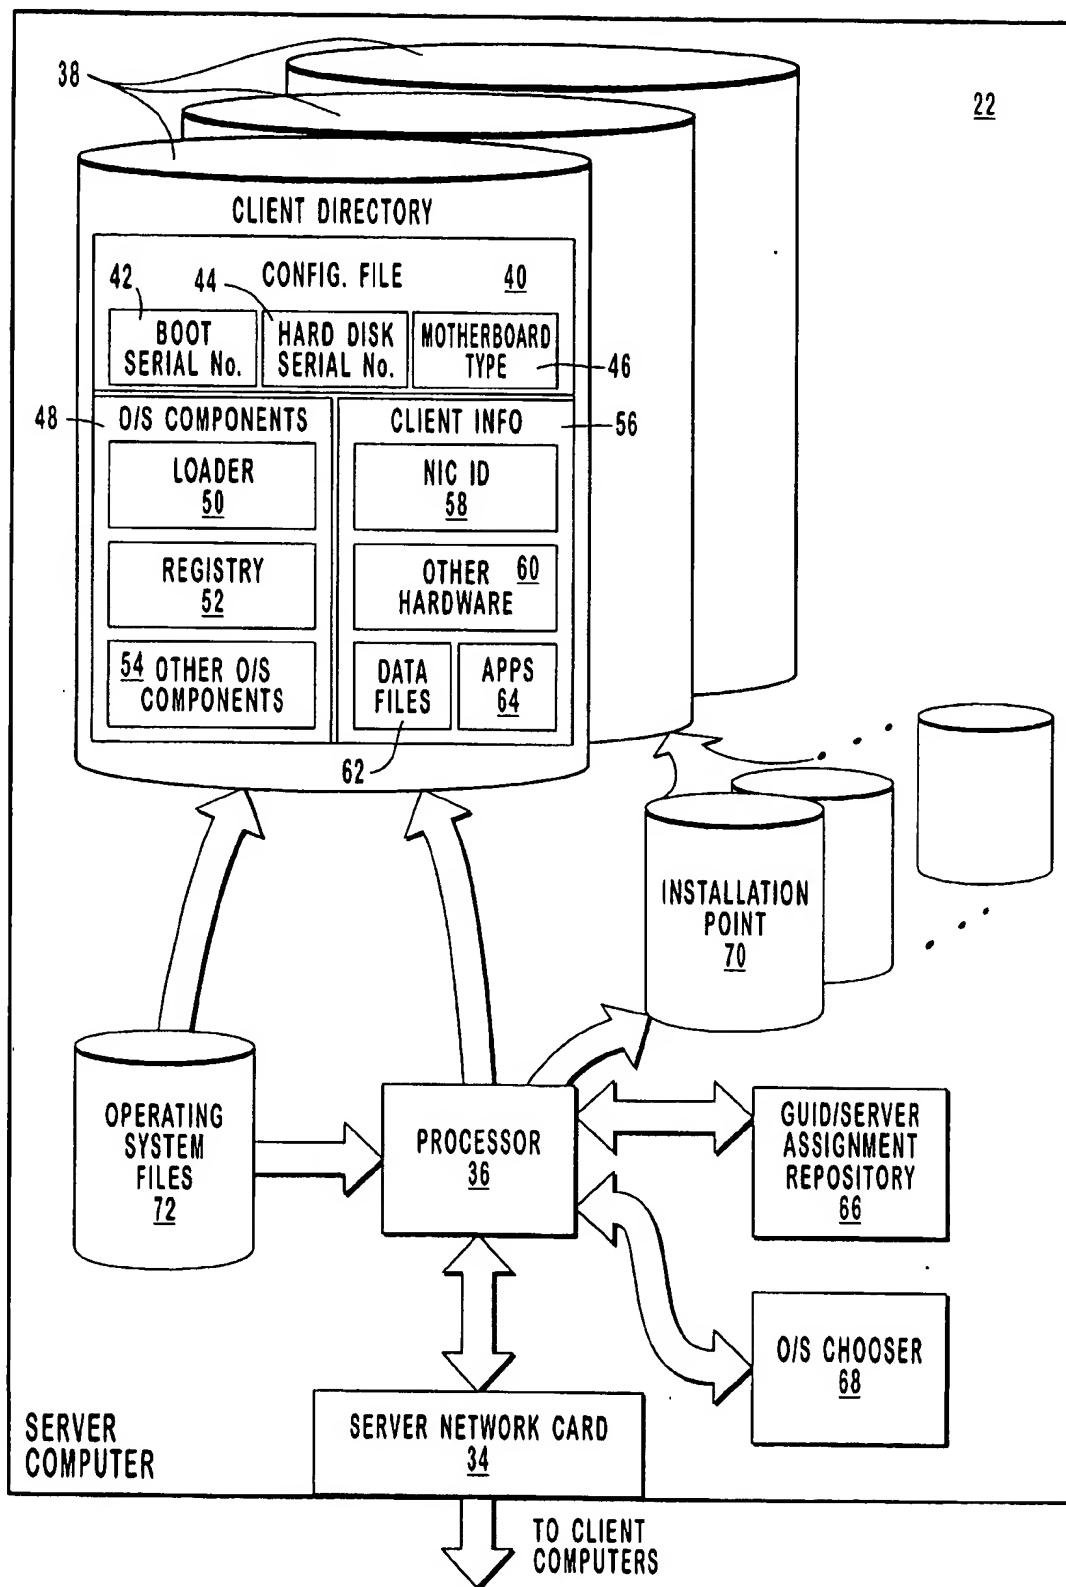 38
22
CLIENT DIRECTORY
CONFIG. FILE 40
42
44
BOOT
SERIAL No.
HARD DISK
SERIAL No.
MOTHERBOARD
TYPE
46
48
O/S COMPONENTS
LOADER
50
REGISTRY
52
54 OTHER O/S
COMPONENTS
CLIENT INFO
56
NIC ID
58
OTHER 60
HARDWARE
DATA
FILES
APPS
64
62
INSTALLATION
POINT
70
OPERATING
SYSTEM
FILES
72
PROCESSOR
36
GUID/SERVER
ASSIGNMENT
REPOSITORY
66
O/S CHOOSER
68
SERVER
COMPUTER
SERVER NETWORK CARD
34
TO CLIENT
COMPUTERS